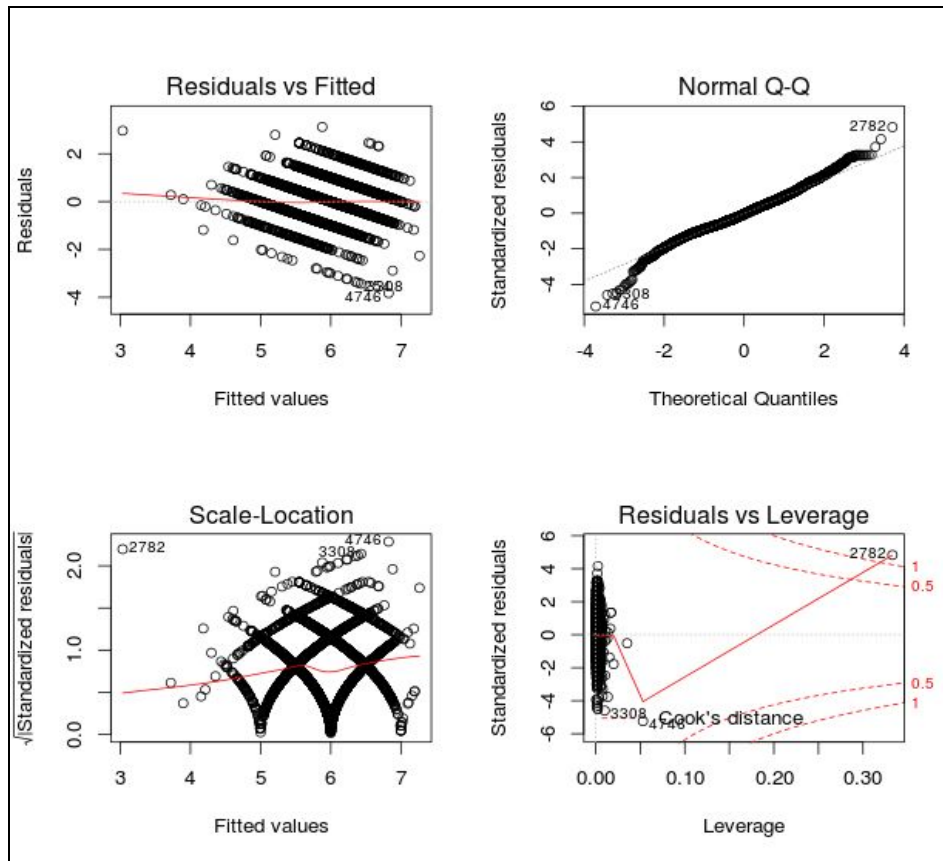 Residuals vs Fitted
Residuals
2
0
-2
-4
3308
4746
3 4 5 6 7
Fitted values
Normal Q-Q
Standardized residuals
6
4
2
0
-2
-4
2782
3308
4746
-4 -2 0 2 4
Theoretical Quantiles
Scale-Location
√|Standardized residuals|
2.0
1.0
0.0
2782
4746
3308
3 4 5 6 7
Fitted values
Residuals vs Leverage
Standardized residuals
6
4
2
0
-2
-4
-6
2782
1
0.5
0.5
1
3308
4746
Cook's distance
0.00 0.10 0.20 0.30
Leverage